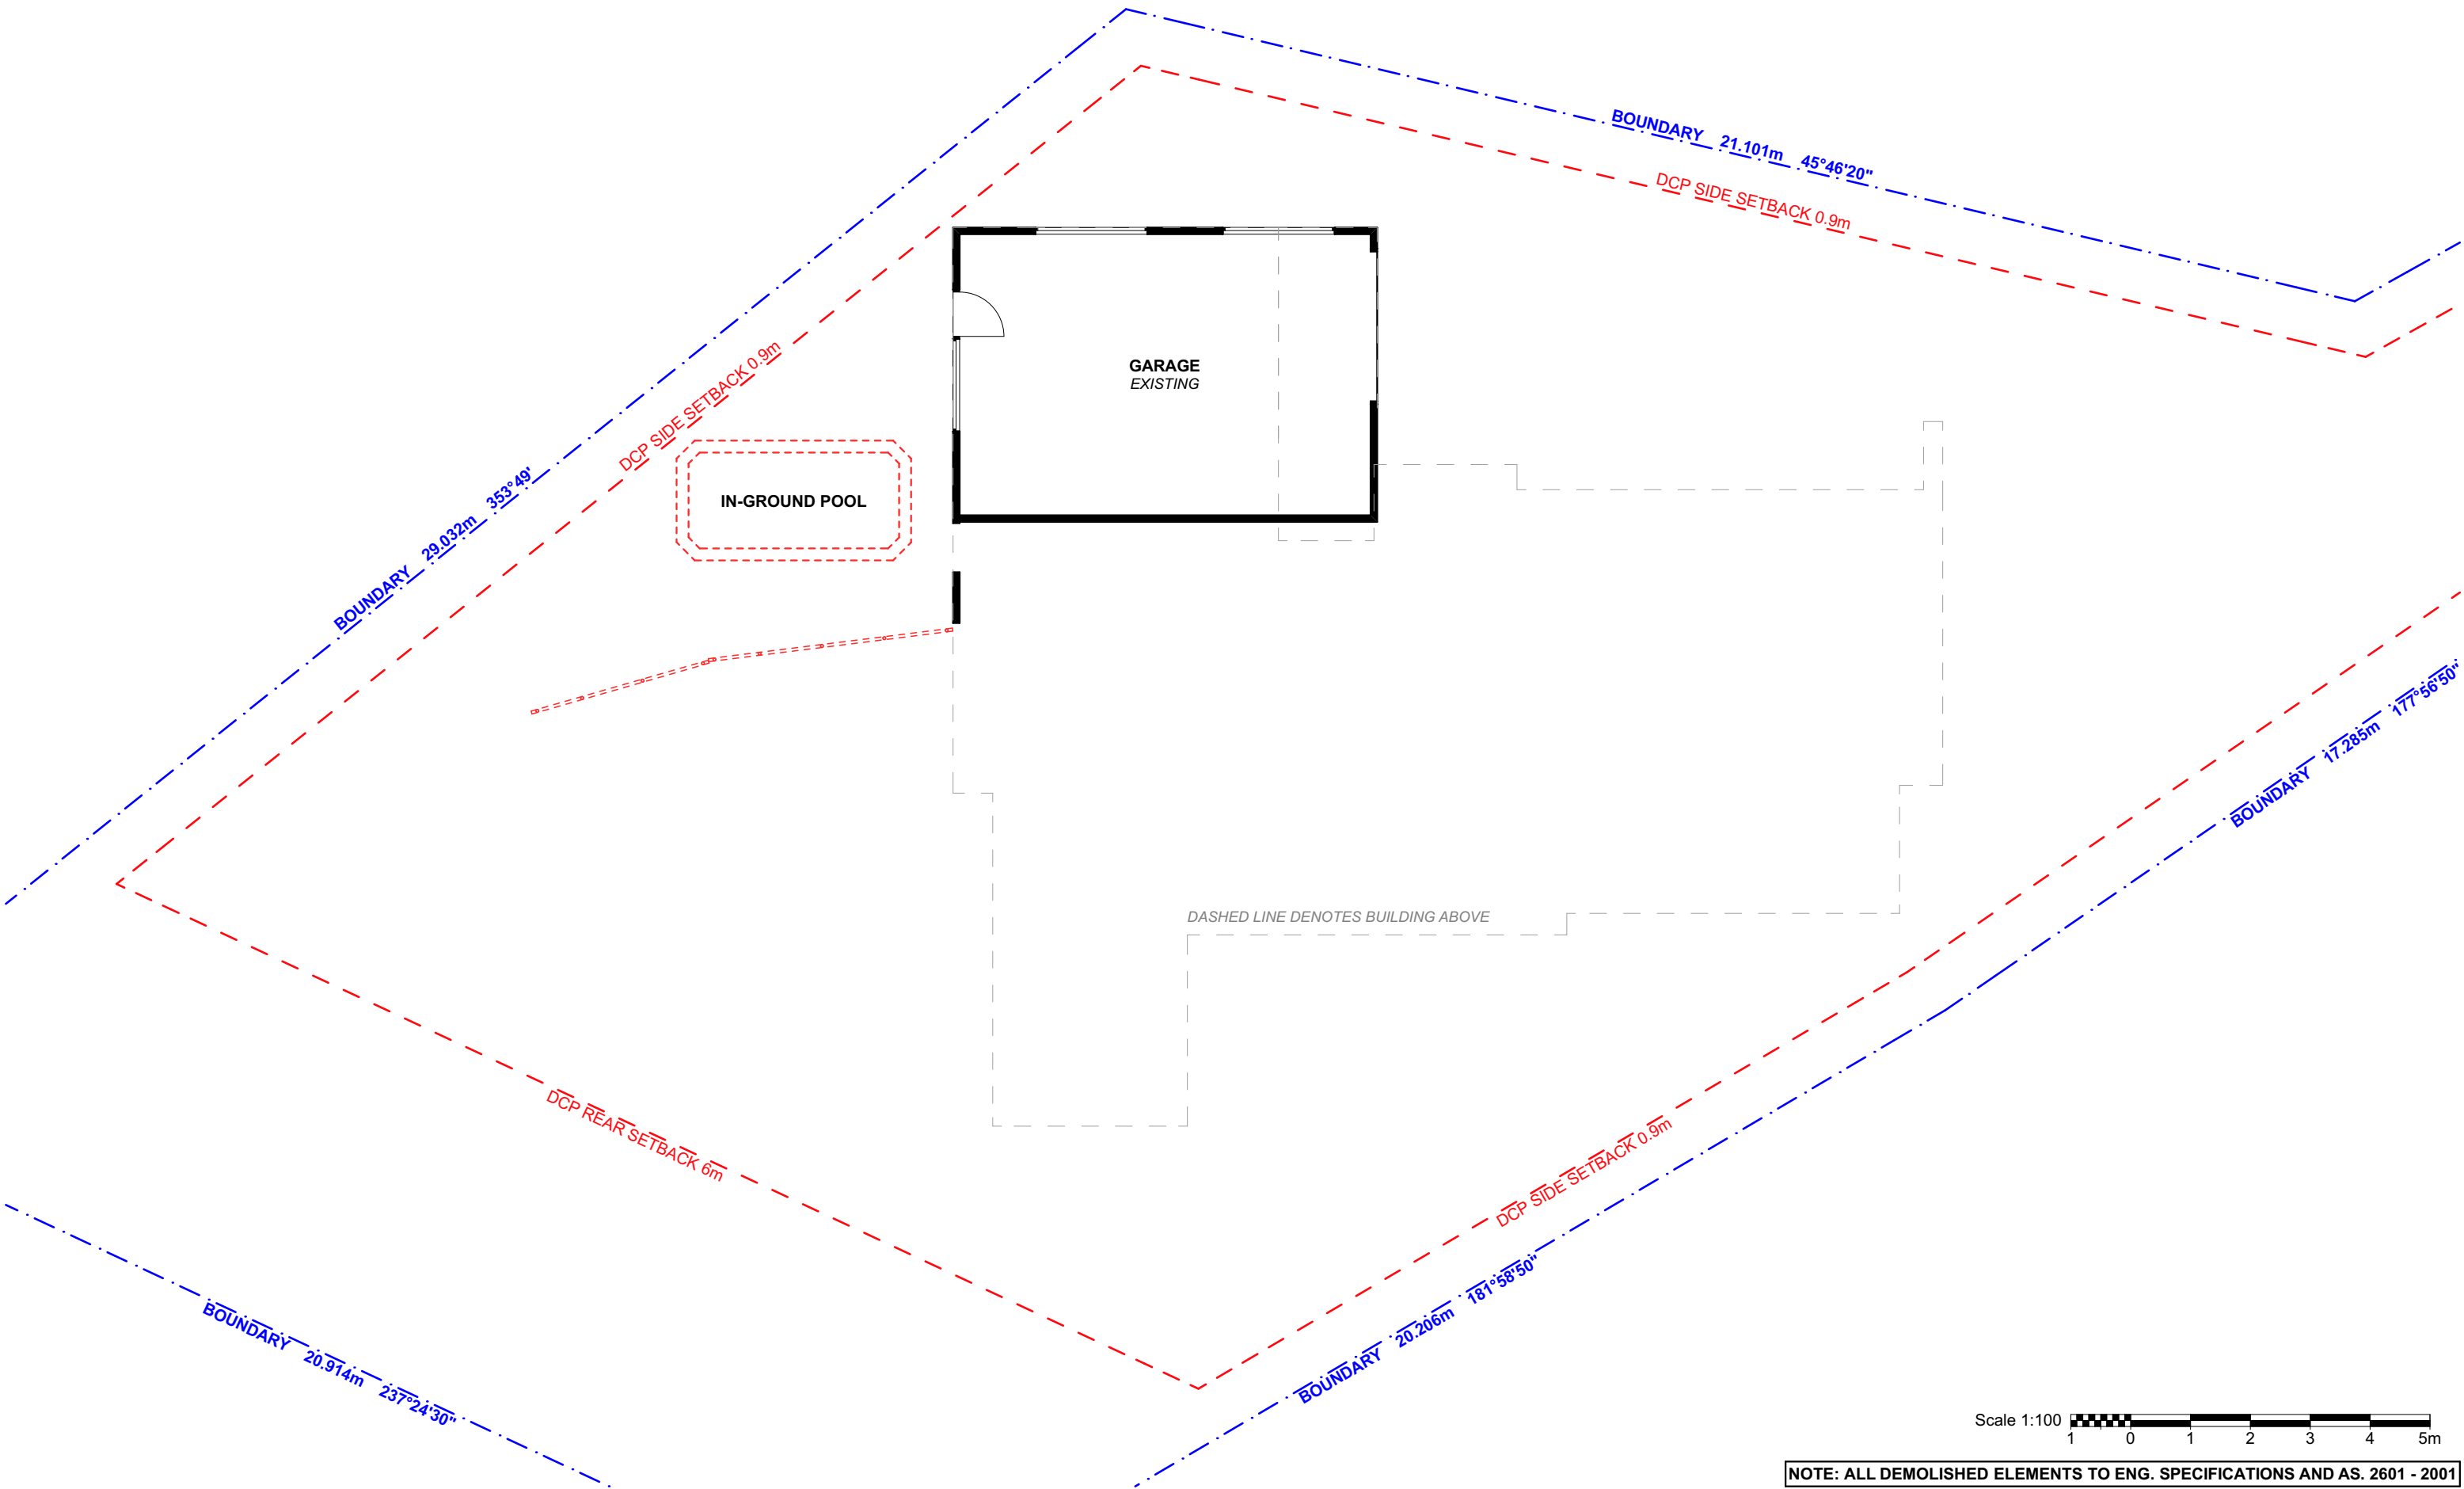 BOUNDARY 21.101m 45°46'20"
DCP SIDE SETBACK 0.9m
DCP SIDE SETBACK 0.9m
GARAGE
EXISTING
IN-GROUND POOL
BOUNDARY 29.032m 353°49'
BOUNDARY 17.285m 177°56'50"
DASHED LINE DENOTES BUILDING ABOVE
DCP REAR SETBACK 6m
DCP SIDE SETBACK 0.9m
BOUNDARY 20.206m 181°58'50"
BOUNDARY 20.914m 237°24'30"
Scale 1:100
1 0 1 2 3 4 5m
NOTE: ALL DEMOLISHED ELEMENTS TO ENG. SPECIFICATIONS AND AS. 2601 - 2001